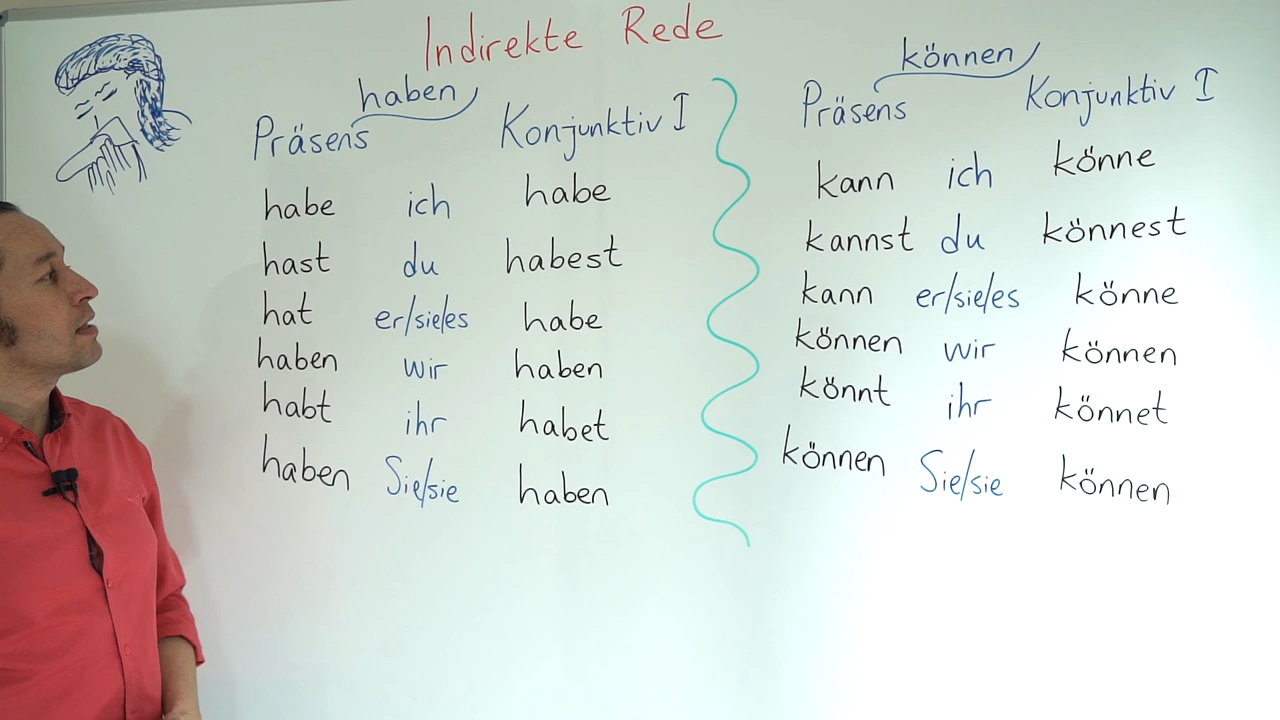 Indirekte Rede
haben
Präsens Konjunktiv I
habe ich habe
hast du habest
hat er/sie/es habe
haben wir haben
habt ihr habet
haben Sie/sie haben
können
Präsens Konjunktiv I
kann ich könne
kannst du könnest
kann er/sie/es könne
können wir können
könnt ihr könnet
können Sie/sie können